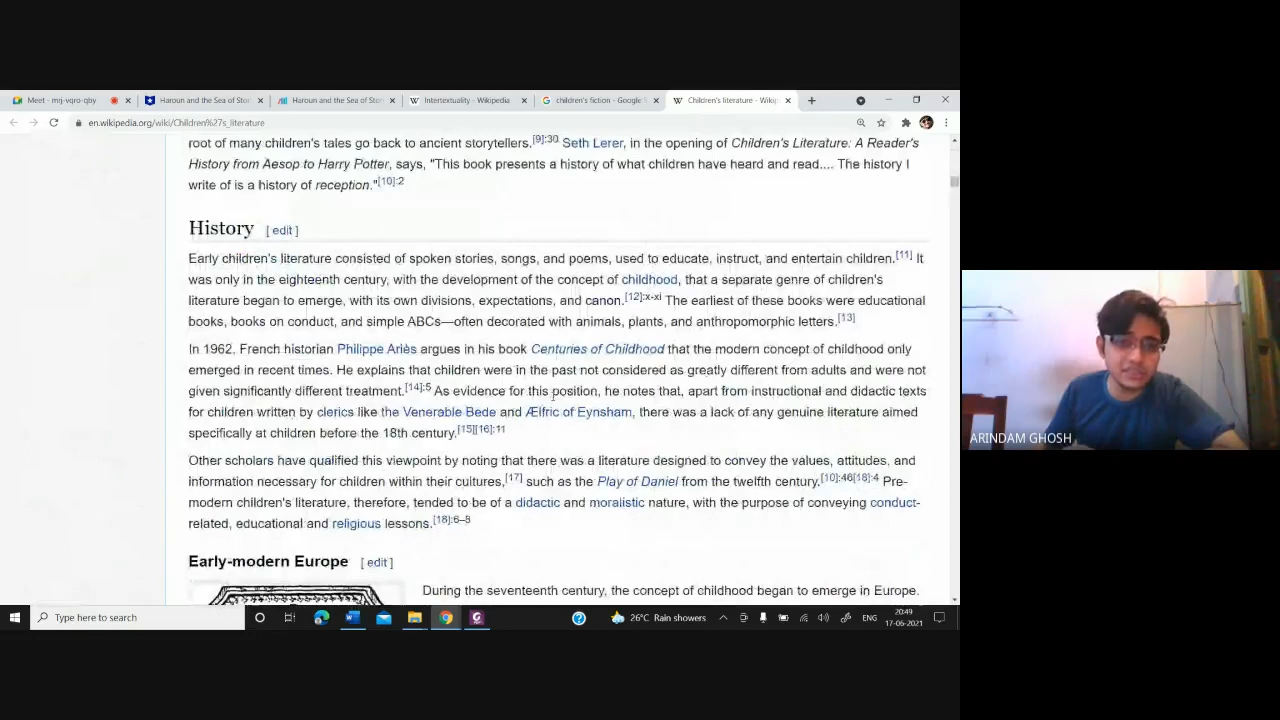 Meet - mrj-vqro-qby
Haroun and the Sea of Stor
Haroun and the Sea of Stor
Intertextuality - Wikipedia
children's fiction - Google S
Children's literature - Wikip
en.wikipedia.org/wiki/Children%27s_literature
root of many children's tales go back to ancient storytellers.[9]:30 Seth Lerer, in the opening of Children's Literature: A Reader's
History from Aesop to Harry Potter, says, "This book presents a history of what children have heard and read.... The history I
write of is a history of reception."[10]:2
History [ edit ]
Early children's literature consisted of spoken stories, songs, and poems, used to educate, instruct, and entertain children.[11] It
was only in the eighteenth century, with the development of the concept of childhood, that a separate genre of children's
literature began to emerge, with its own divisions, expectations, and canon.[12]:x-xi The earliest of these books were educational
books, books on conduct, and simple ABCs—often decorated with animals, plants, and anthropomorphic letters.[13]
In 1962, French historian Philippe Ariès argues in his book Centuries of Childhood that the modern concept of childhood only
emerged in recent times. He explains that children were in the past not considered as greatly different from adults and were not
given significantly different treatment.[14]:5 As evidence for this position, he notes that, apart from instructional and didactic texts
for children written by clerics like the Venerable Bede and Ælfric of Eynsham, there was a lack of any genuine literature aimed
specifically at children before the 18th century.[15][16]:11
Other scholars have qualified this viewpoint by noting that there was a literature designed to convey the values, attitudes, and
information necessary for children within their cultures,[17] such as the Play of Daniel from the twelfth century.[10]:46[18]:4 Pre-
modern children's literature, therefore, tended to be of a didactic and moralistic nature, with the purpose of conveying conduct-
related, educational and religious lessons.[18]:6–8
Early-modern Europe [ edit ]
During the seventeenth century, the concept of childhood began to emerge in Europe.
ARINDAM GHOSH
Type here to search
26°C Rain showers
ENG
20:49
17-06-2021